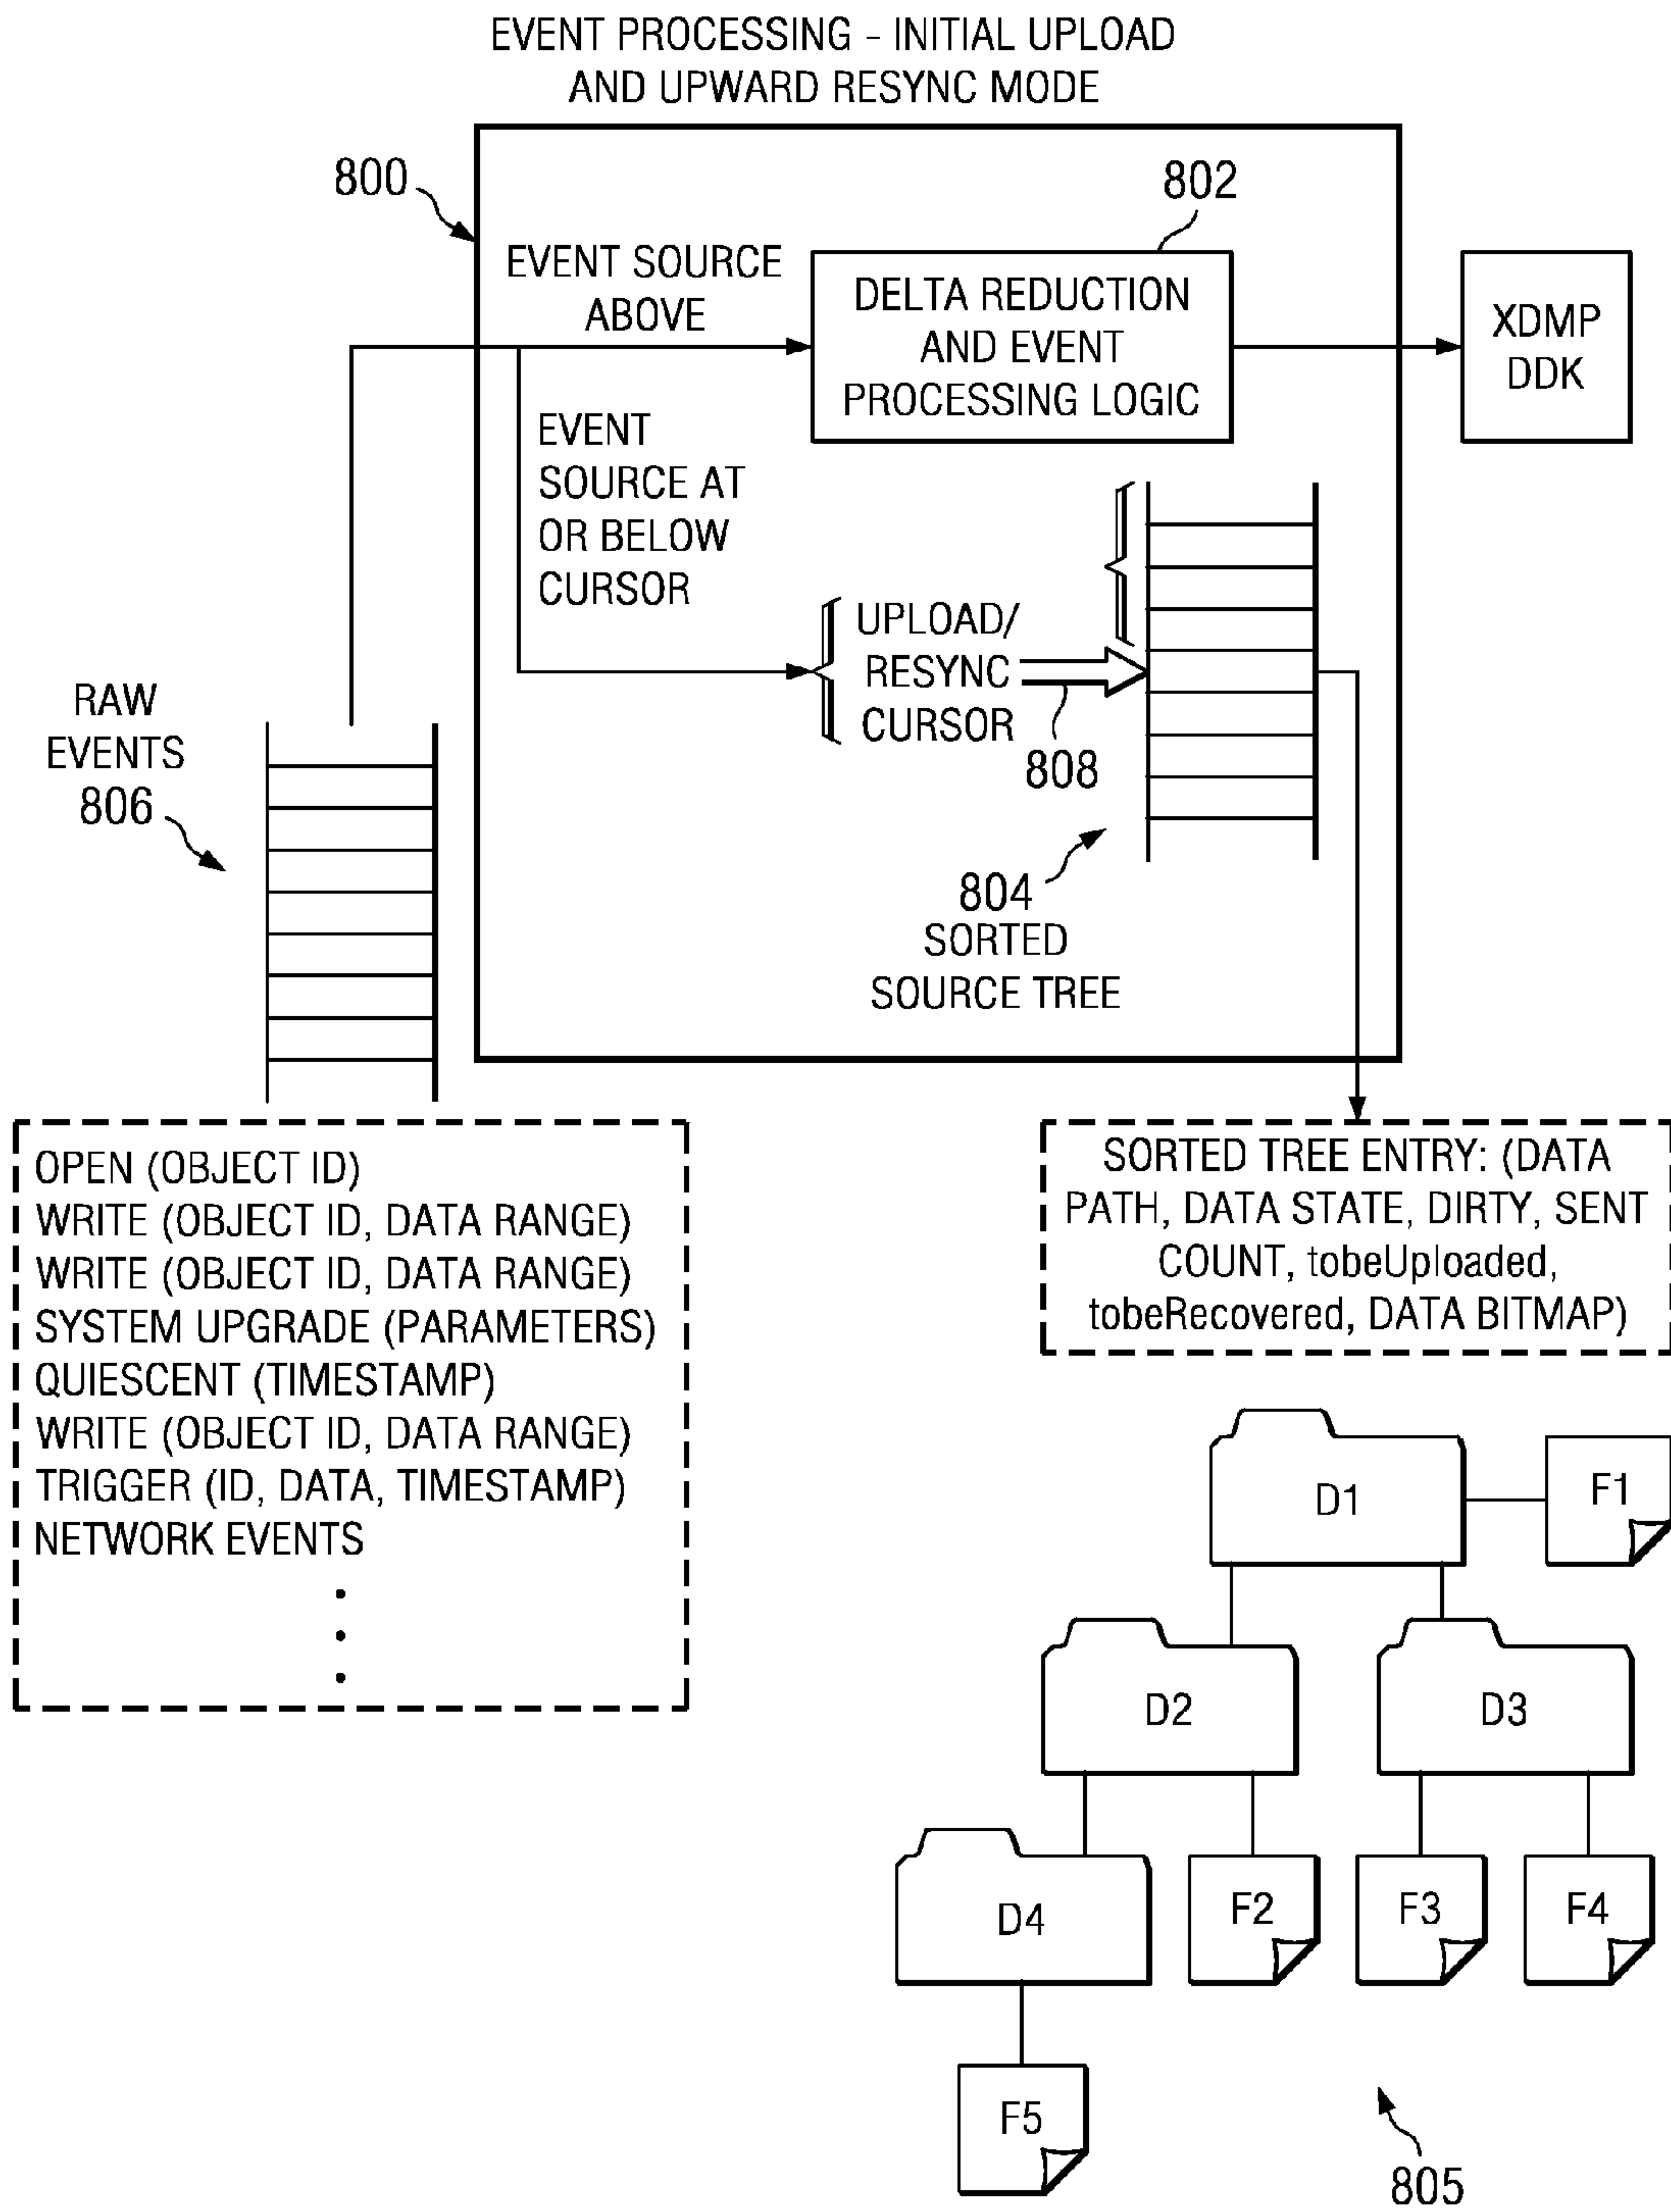 EVENT PROCESSING – INITIAL UPLOAD
AND UPWARD RESYNC MODE
800
802
EVENT SOURCE
ABOVE
DELTA REDUCTION
AND EVENT
PROCESSING LOGIC
XDMP
DDK
EVENT
SOURCE AT
OR BELOW
CURSOR
UPLOAD/
RESYNC
CURSOR
808
RAW
EVENTS
806
804
SORTED
SOURCE TREE
OPEN (OBJECT ID)
WRITE (OBJECT ID, DATA RANGE)
WRITE (OBJECT ID, DATA RANGE)
SYSTEM UPGRADE (PARAMETERS)
QUIESCENT (TIMESTAMP)
WRITE (OBJECT ID, DATA RANGE)
TRIGGER (ID, DATA, TIMESTAMP)
NETWORK EVENTS
.
.
.
SORTED TREE ENTRY: (DATA
PATH, DATA STATE, DIRTY, SENT
COUNT, tobeUploaded,
tobeRecovered, DATA BITMAP)
D1
F1
D2
D3
D4
F2
F3
F4
F5
805